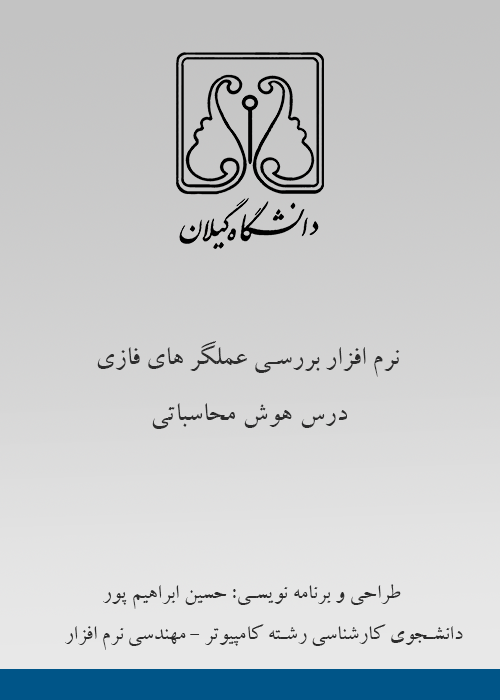 دانشگاه گیلان
نرم افزار بررسی عملگر های فازی
درس هوش محاسباتی
طراحی و برنامه نویسی: حسین ابراهیم پور
دانشجوی کارشناسی رشته کامپیوتر - مهندسی نرم افزار